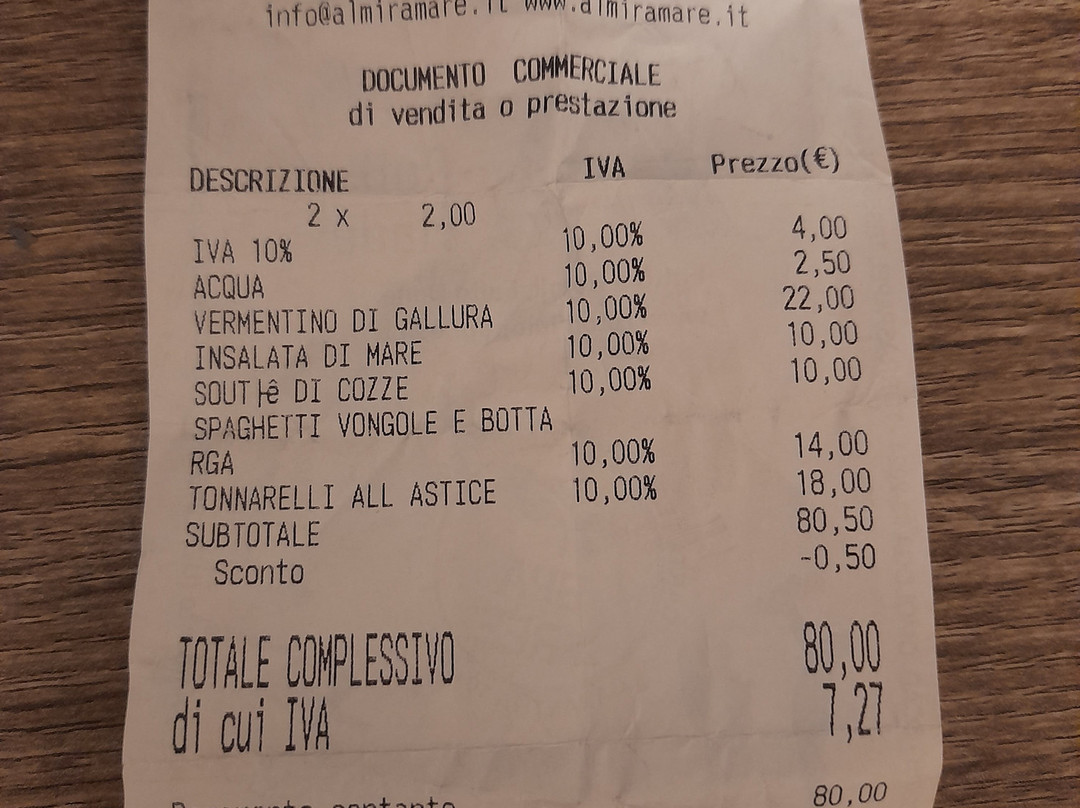 info@almiramare.it www.almiramare.it
DOCUMENTO COMMERCIALE
di vendita o prestazione
DESCRIZIONE IVA Prezzo(€)
2 x 2,00
IVA 10% 10,00% 4,00
ACQUA 10,00% 2,50
VERMENTINO DI GALLURA 10,00% 22,00
INSALATA DI MARE 10,00% 10,00
SOUT├ê DI COZZE 10,00% 10,00
SPAGHETTI VONGOLE E BOTTA
RGA 10,00% 14,00
TONNARELLI ALL ASTICE 10,00% 18,00
SUBTOTALE 80,50
Sconto -0,50
TOTALE COMPLESSIVO 80,00
di cui IVA 7,27
Pagamento contante 80,00